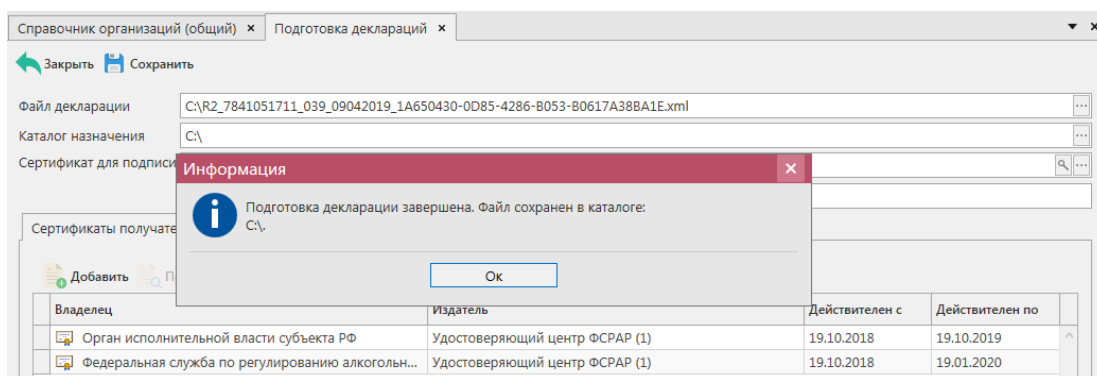 Справочник организаций (общий) × Подготовка деклараций ×
Закрыть Сохранить
Файл декларации C:\R2_7841051711_039_09042019_1A650430-0D85-4286-B053-B0617A38BA1E.xml
Каталог назначения C:\
Сертификат для подписи
Информация
Подготовка декларации завершена. Файл сохранен в каталоге:
C:\.
Ок
Сертификаты получате
Добавить П
Владелец Издатель Действителен с Действителен по
Орган исполнительной власти субъекта РФ Удостоверяющий центр ФСРАР (1) 19.10.2018 19.10.2019
Федеральная служба по регулированию алкогольн... Удостоверяющий центр ФСРАР (1) 19.10.2018 19.01.2020